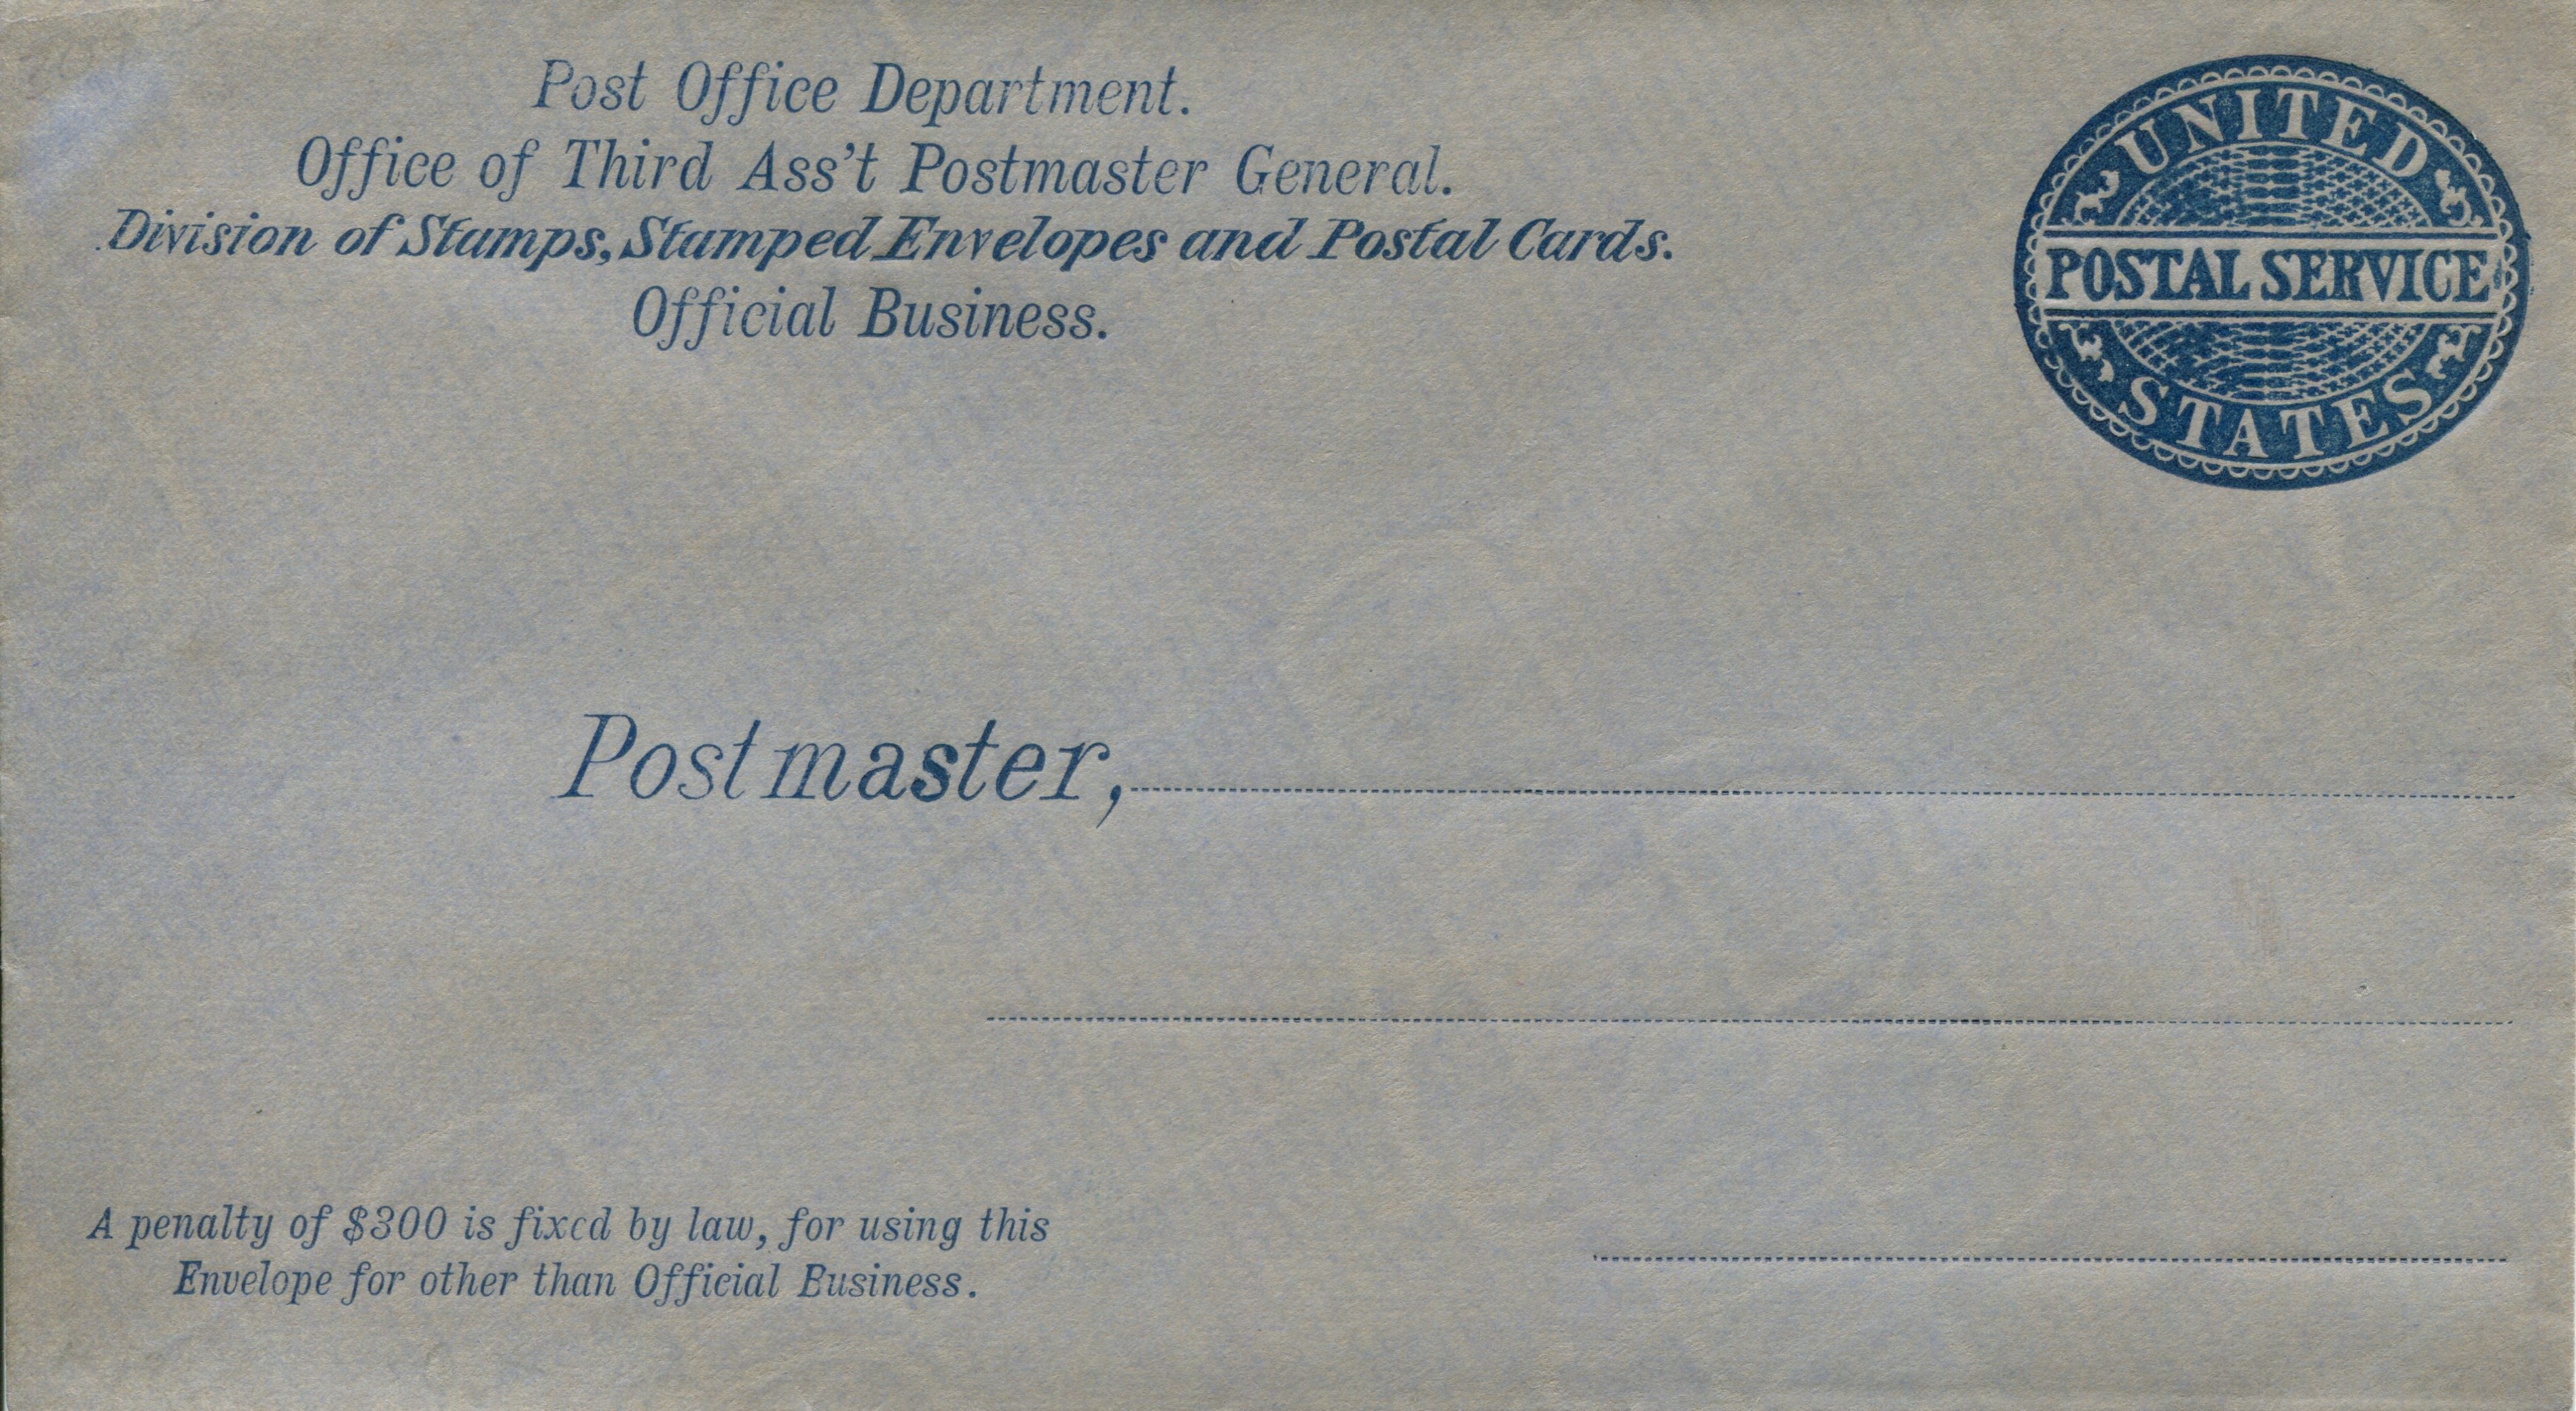 Post Office Department.
Office of Third Ass't Postmaster General.
Division of Stamps, Stamped Envelopes and Postal Cards.
Official Business.
UNITED
POSTAL SERVICE
STATES
Postmaster,
A penalty of $300 is fixed by law, for using this
Envelope for other than Official Business.